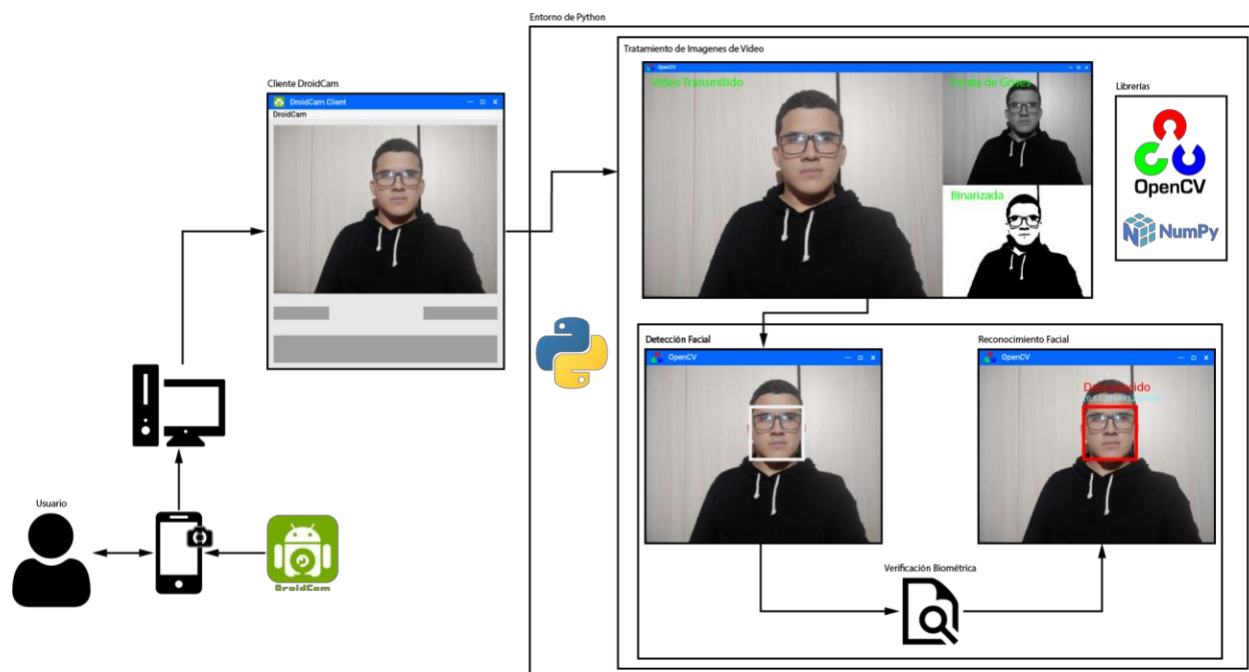 Entorno de Python
Tratamiento de Imagenes de Video
Cliente DroidCam
OpenCV
Video Transmitido
Escala de Grises
Librerías
DroidCam Client
DroidCam
OpenCV
Binarizada
NumPy
Detección Facial
Reconocimiento Facial
OpenCV
OpenCV
Desconocido
Usuario
Verificación Biométrica
DroidCam